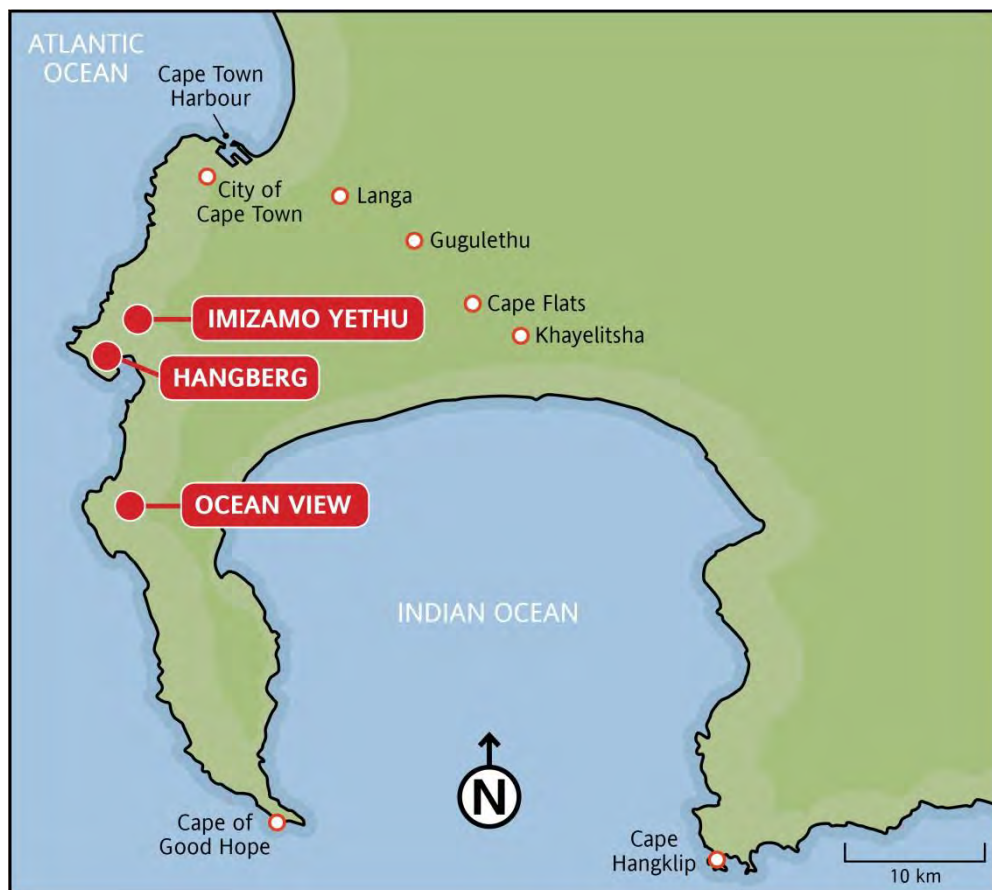 ATLANTIC
OCEAN
Cape Town
Harbour
City of
Cape Town
Langa
Gugulethu
Cape Flats
Khayelitsha
IMIZAMO YETHU
HANGBERG
OCEAN VIEW
INDIAN OCEAN
N
Cape of
Good Hope
Cape
Hangklip
10 km